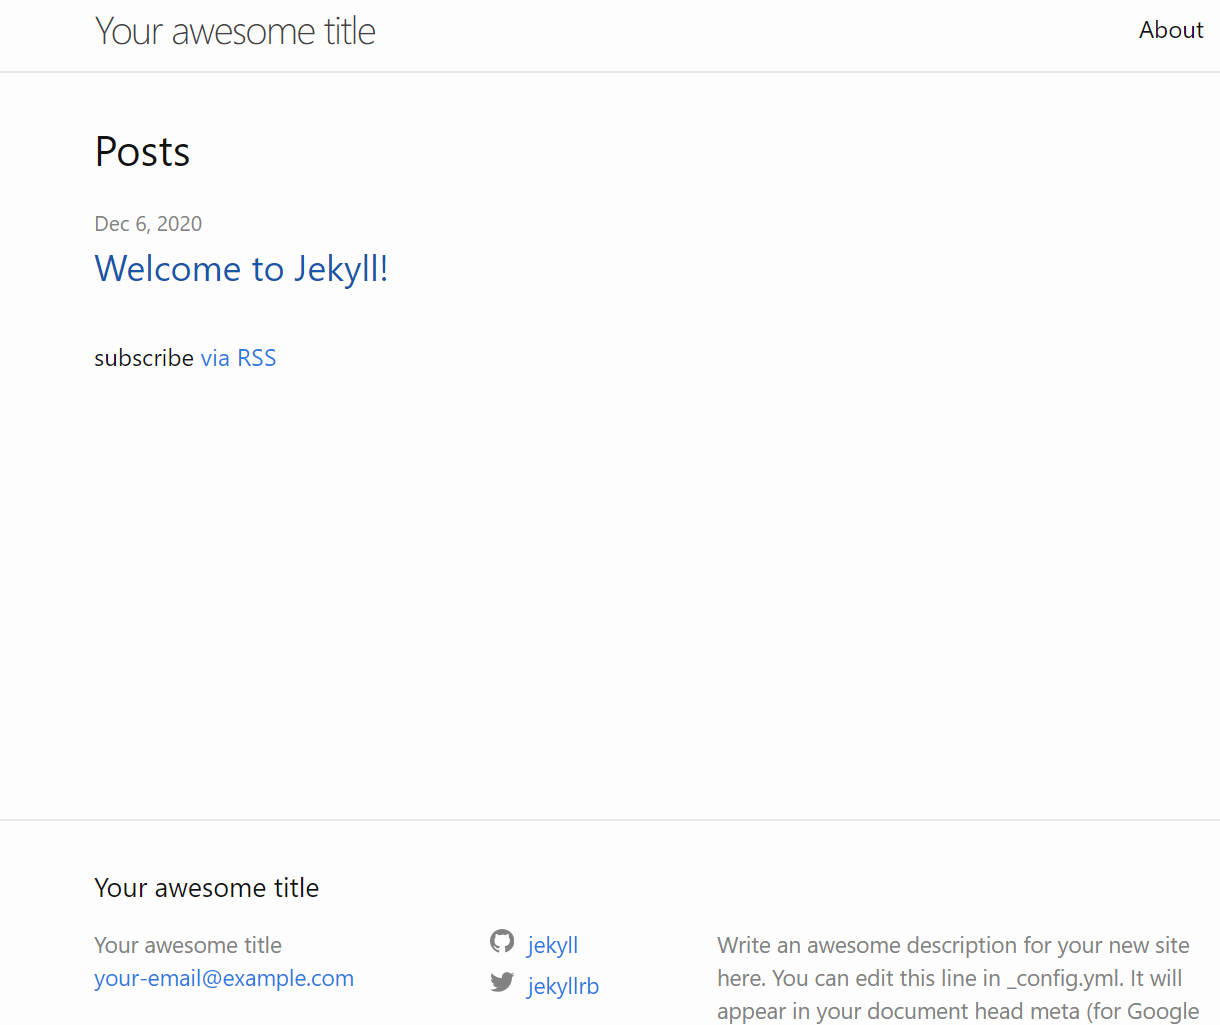 Your awesome title
About
Posts
Dec 6, 2020
Welcome to Jekyll!
subscribe via RSS
Your awesome title
Your awesome title
your-email@example.com
jekyll
jekyllrb
Write an awesome description for your new site
here. You can edit this line in _config.yml. It will
appear in your document head meta (for Google